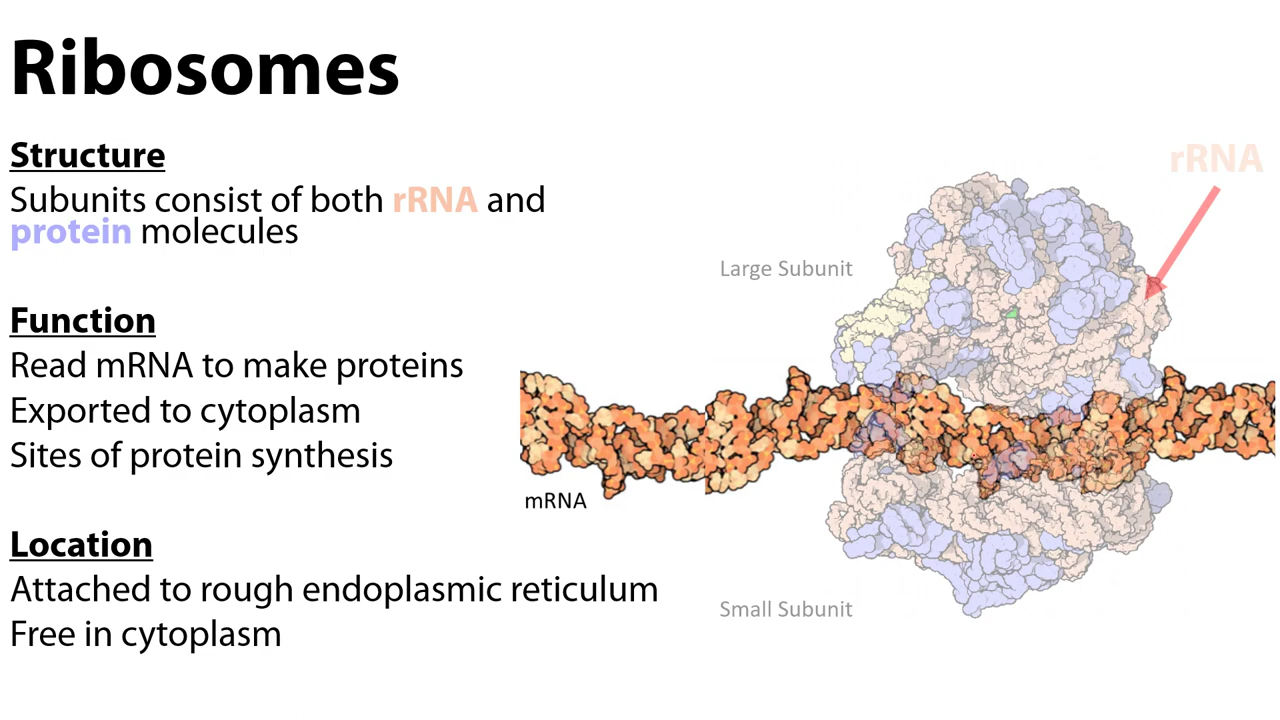 Ribosomes
Structure
Subunits consist of both rRNA and
protein molecules
Function
Read mRNA to make proteins
Exported to cytoplasm
Sites of protein synthesis
Location
Attached to rough endoplasmic reticulum
Free in cytoplasm
rRNA
Large Subunit
mRNA
Small Subunit